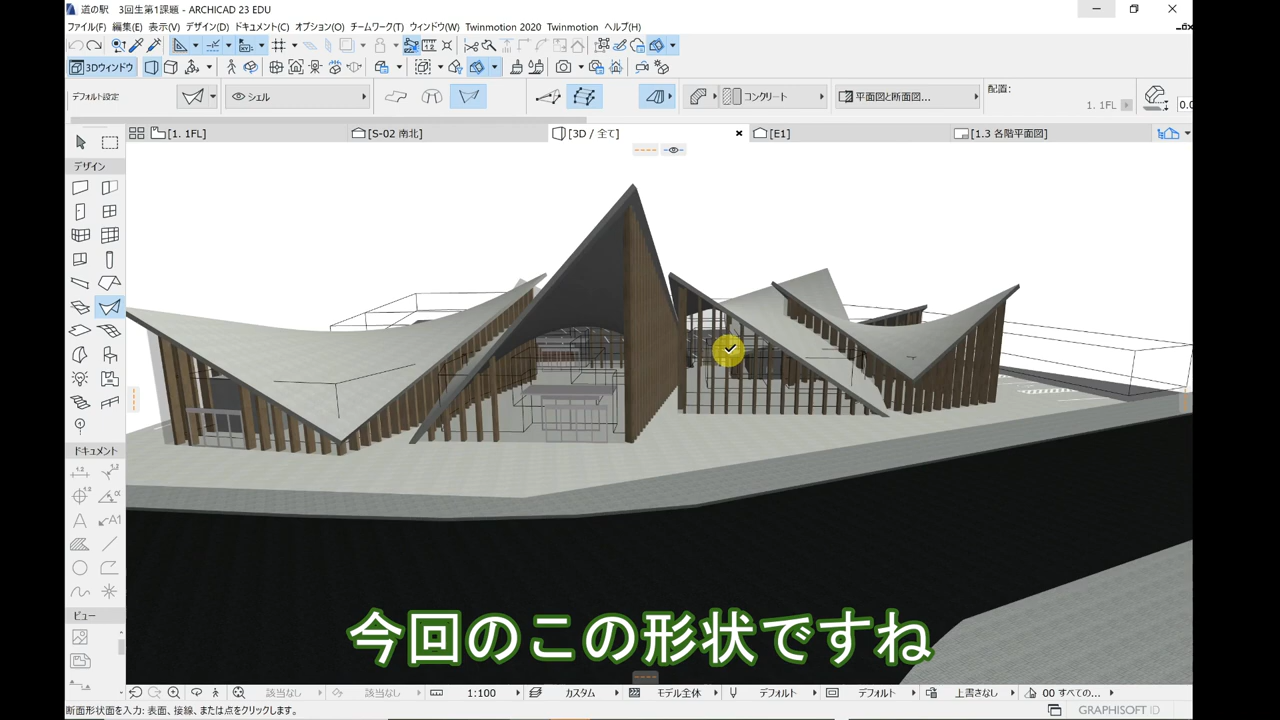 道の駅　3回生第1課題 - ARCHICAD 23 EDU
ファイル(F) 編集(E) 表示(V) デザイン(D) ドキュメント(C) オプション(O) チームワーク(T) ウィンドウ(W) Twinmotion 2020 Twinmotion ヘルプ(H)
3Dウィンドウ
デフォルト設定 シェル コンクリート 平面図と断面図... 配置:
1. 1FL 0.0
[1. 1FL] [S-02 南北] [3D / 全て] [E1] [1.3 各階平面図]
デザイン
ドキュメント
A A1
ビュー
今回のこの形状ですね
該当なし 該当なし 1:100 カスタム モデル全体 デフォルト デフォルト 上書きなし 00 すべての...
断面形状面を入力: 表面、接線、または点をクリックします。 GRAPHISOFT ID